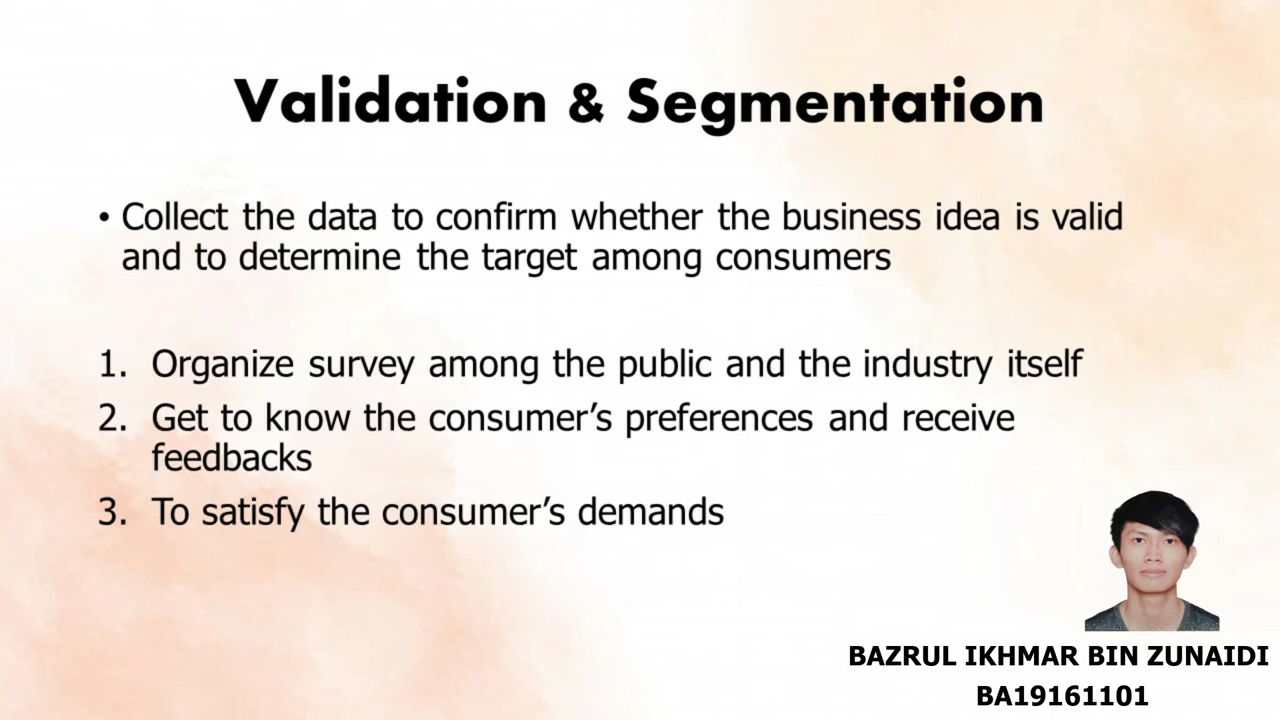 Validation & Segmentation
• Collect the data to confirm whether the business idea is valid
and to determine the target among consumers
1. Organize survey among the public and the industry itself
2. Get to know the consumer’s preferences and receive
feedbacks
3. To satisfy the consumer’s demands
BAZRUL IKHMAR BIN ZUNAIDI
BA19161101